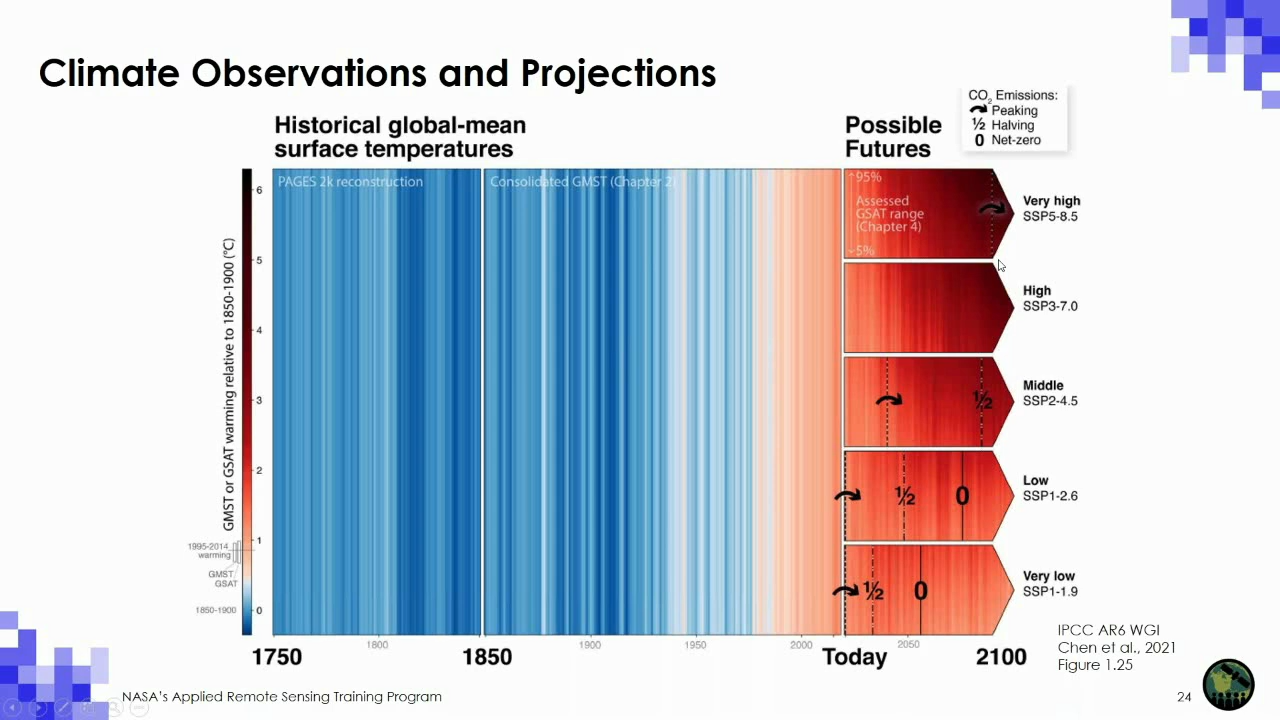 Climate Observations and Projections
CO2 Emissions:
Peaking
½ Halving
0 Net-zero
Historical global-mean
surface temperatures
Possible
Futures
PAGES 2k reconstruction
Consolidated GMST (Chapter 2)
↑95%
Assessed
GSAT range
(Chapter 4)
5%
GMST or GSAT warming relative to 1850-1900 (°C)
6
5
4
3
2
1
0
1995-2014
warming
GMST
GSAT
1850-1900
Very high
SSP5-8.5
High
SSP3-7.0
½
Middle
SSP2-4.5
½ 0
Low
SSP1-2.6
½ 0
Very low
SSP1-1.9
1800 1900 1950 2000 2050
1750 1850 Today 2100
IPCC AR6 WGI
Chen et al., 2021
Figure 1.25
NASA's Applied Remote Sensing Training Program
24